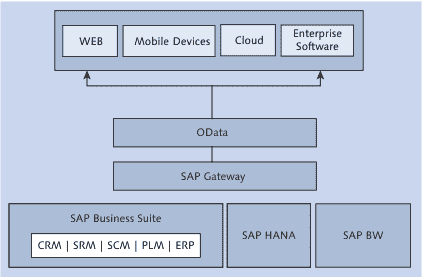 WEB
Mobile Devices
Cloud
Enterprise
Software
OData
SAP Gateway
SAP Business Suite
CRM | SRM | SCM | PLM | ERP
SAP HANA
SAP BW